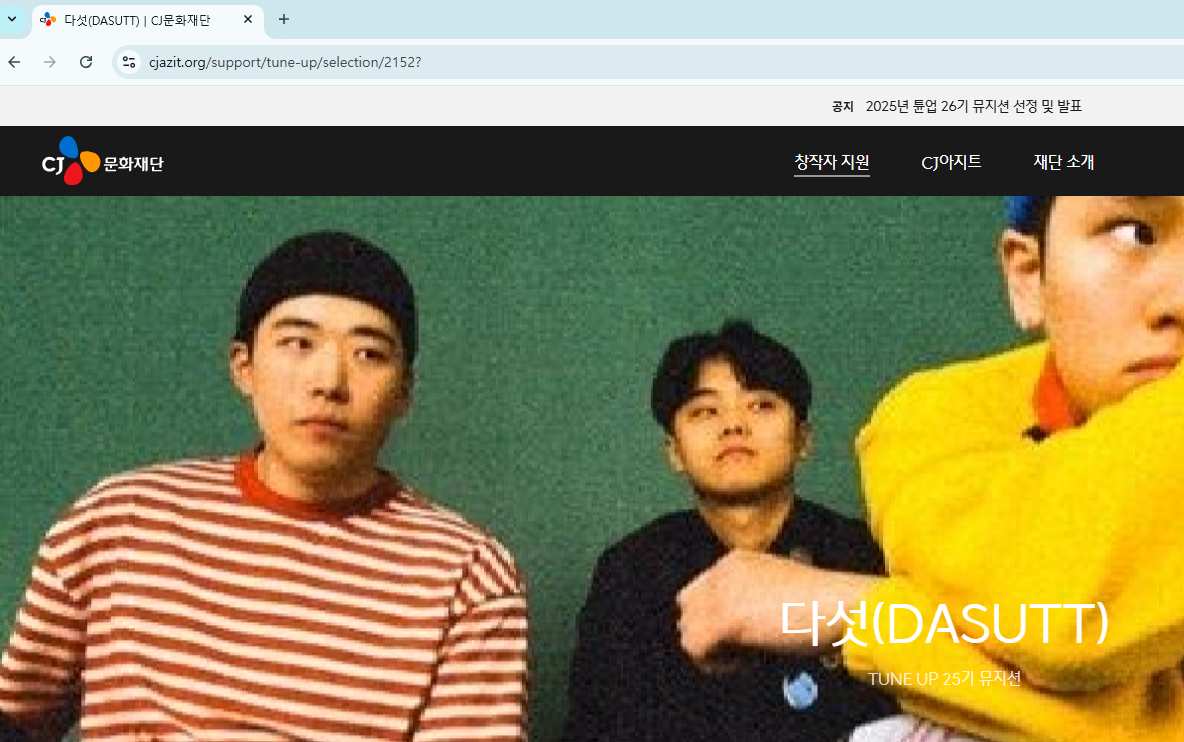 다섯(DASUTT) | CJ문화재단
cjazit.org/support/tune-up/selection/2152?
공지 2025년 튠업 26기 뮤지션 선정 및 발표
CJ 문화재단
창작자 지원 CJ아지트 재단 소개
다섯(DASUTT)
TUNE UP 25기 뮤지션